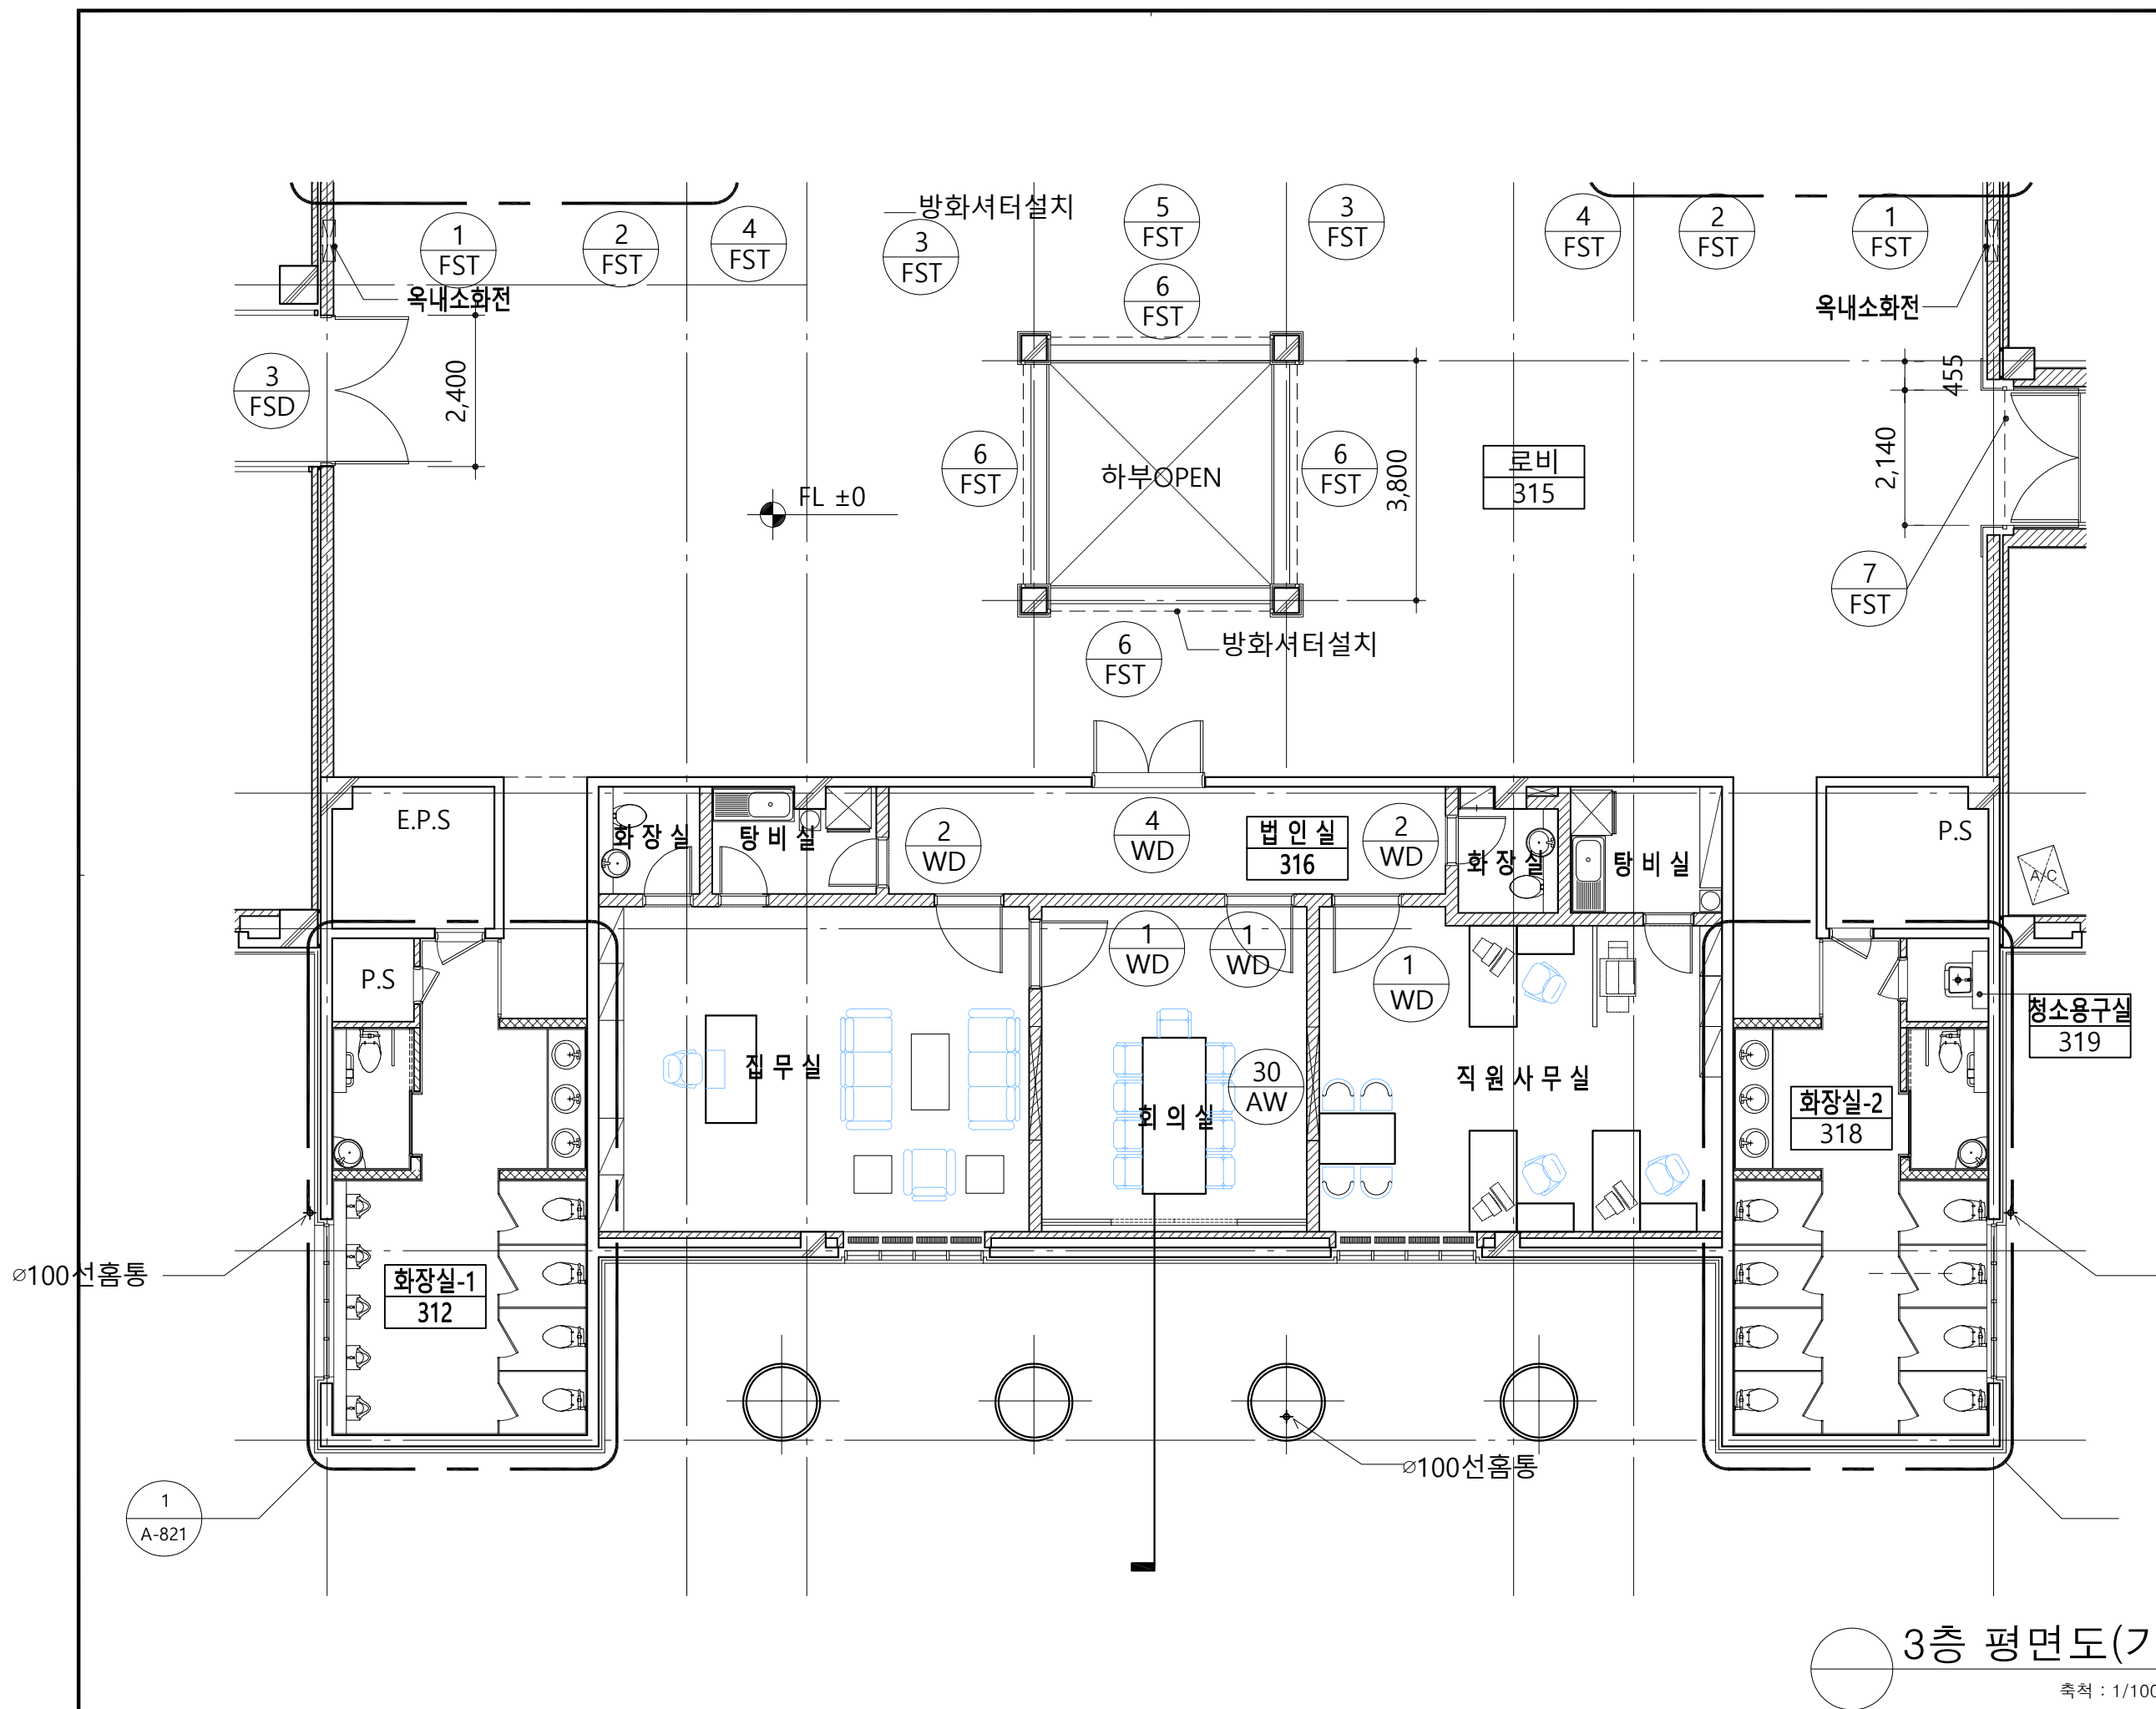 방화셔터설치
5
FST
3
FST
1
FST
2
FST
4
FST
3
FST
4
FST
2
FST
1
FST
6
FST
옥내소화전
옥내소화전
3
FSD
2,400
455
2,140
6
FST
하부OPEN
6
FST
3,800
로비
315
FL ±0
7
FST
6
FST
방화셔터설치
E.P.S
화 장 실
탕 비 실
2
WD
4
WD
법 인 실
316
2
WD
화 장 실
탕 비 실
P.S
A/C
P.S
1
WD
1
WD
1
WD
청소용구실
319
집 무 실
회 의 실
30
AW
직 원 사 무 실
화장실-2
318
⌀100선홈통
화장실-1
312
⌀100선홈통
1
A-821
3층 평면도(
축척 : 1/100